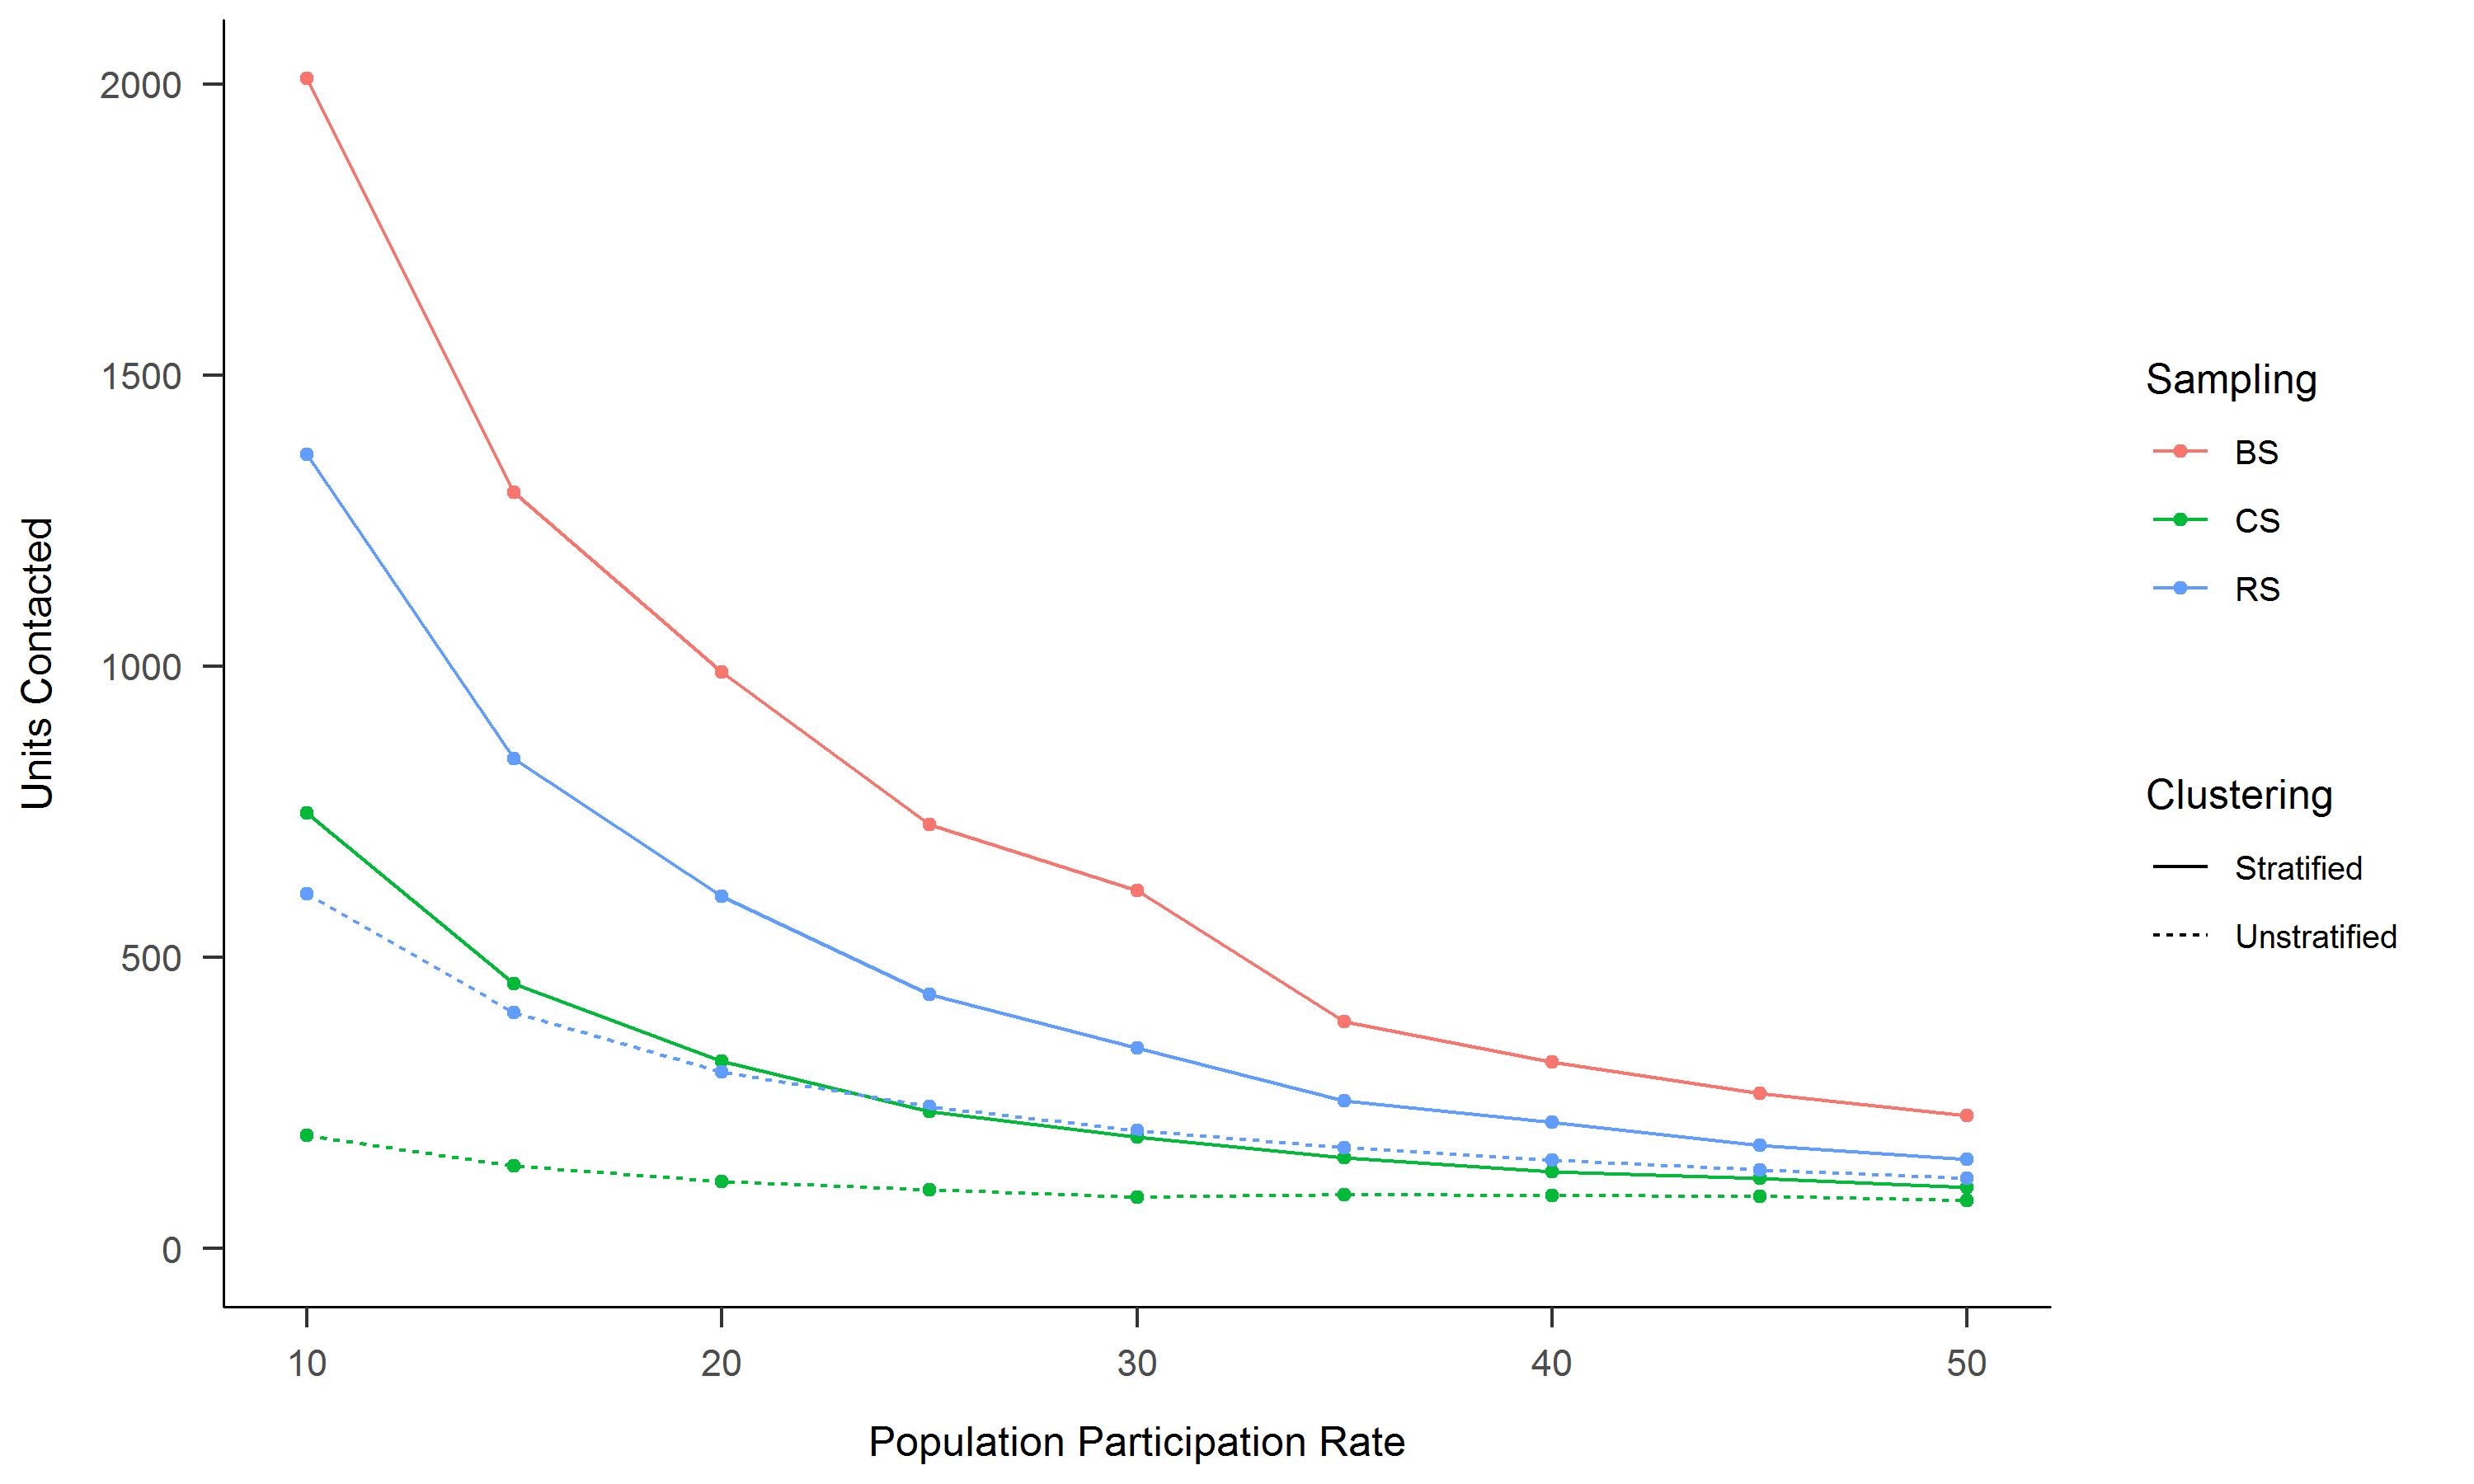 2000
1500
1000
500
0
Units Contacted
10 20 30 40 50
Population Participation Rate
Sampling
BS
CS
RS
Clustering
Stratified
Unstratified